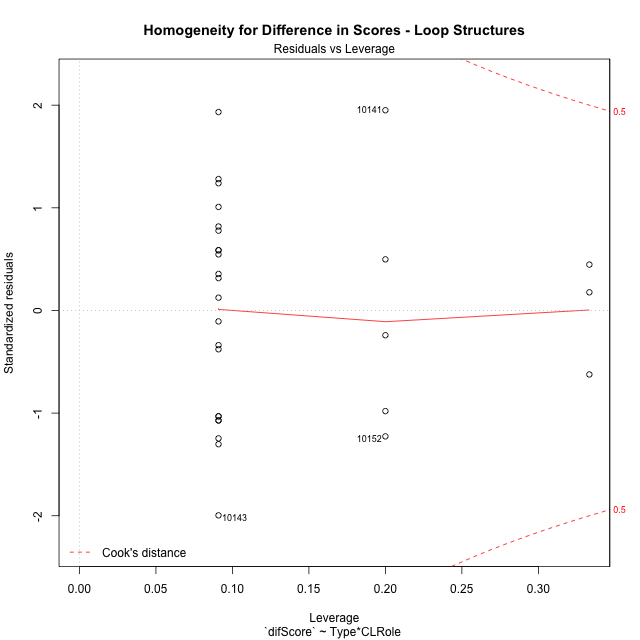 Homogeneity for Difference in Scores - Loop Structures
Residuals vs Leverage
Standardized residuals
2
1
0
-1
-2
10141
10152
10143
0.5
0.5
Cook's distance
0.00 0.05 0.10 0.15 0.20 0.25 0.30
Leverage
`difScore` ~ Type*CLRole